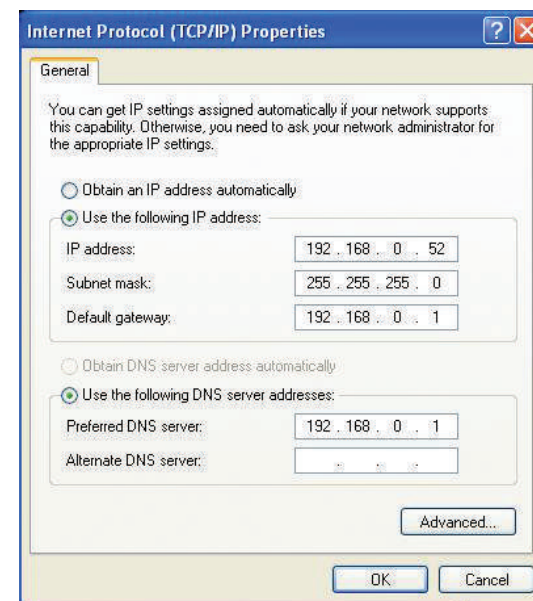 Internet Protocol (TCP/IP) Properties
General
You can get IP settings assigned automatically if your network supports
this capability. Otherwise, you need to ask your network administrator for
the appropriate IP settings.
Obtain an IP address automatically
Use the following IP address:
IP address: 192 . 168 . 0 . 52
Subnet mask: 255 . 255 . 255 . 0
Default gateway: 192 . 168 . 0 . 1
Obtain DNS server address automatically
Use the following DNS server addresses:
Preferred DNS server: 192 . 168 . 0 . 1
Alternate DNS server: . . .
Advanced...
OK Cancel